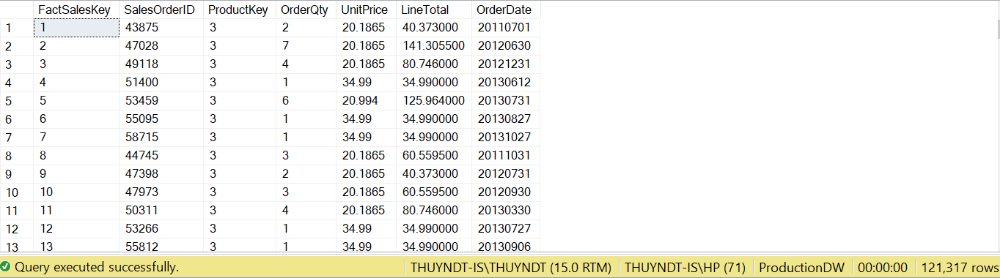 FactSalesKey SalesOrderID ProductKey OrderQty UnitPrice LineTotal OrderDate
1 1 43875 3 2 20.1865 40.373000 20110701
2 2 47028 3 7 20.1865 141.305500 20120630
3 3 49118 3 4 20.1865 80.746000 20121231
4 4 51400 3 1 34.99 34.990000 20130612
5 5 53459 3 6 20.994 125.964000 20130731
6 6 55095 3 1 34.99 34.990000 20130827
7 7 58715 3 1 34.99 34.990000 20131027
8 8 44745 3 3 20.1865 60.559500 20111031
9 9 47398 3 2 20.1865 40.373000 20120731
10 10 47973 3 3 20.1865 60.559500 20120930
11 11 50311 3 4 20.1865 80.746000 20130330
12 12 53266 3 1 34.99 34.990000 20130727
13 13 55812 3 1 34.99 34.990000 20130906
Query executed successfully. THUYNDT-IS\THUYNDT (15.0 RTM) THUYNDT-IS\HP (71) ProductionDW 00:00:00 121,317 rows